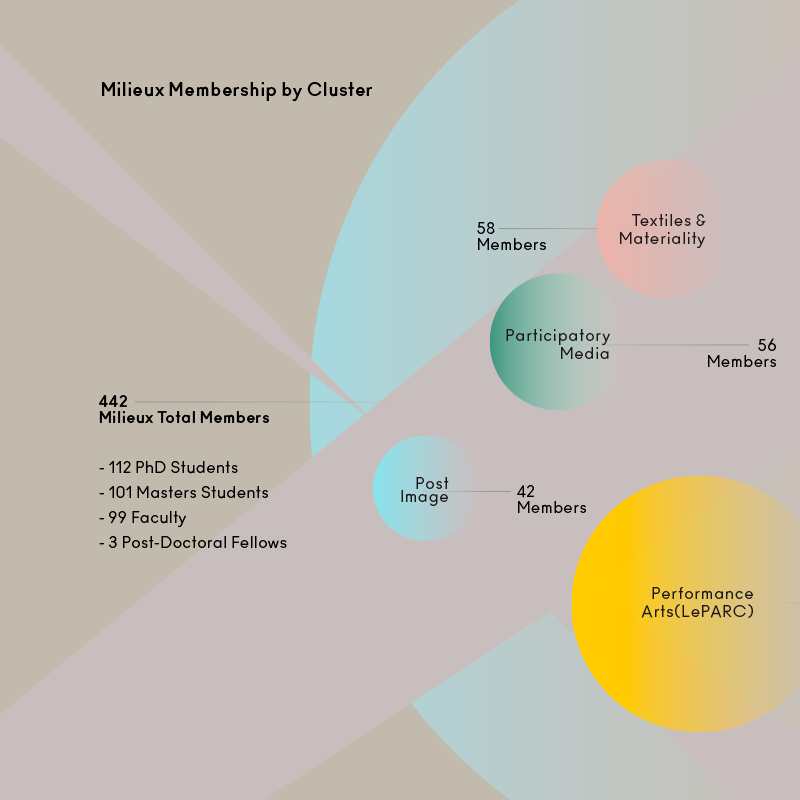 Milieux Membership by Cluster
Textiles &
Materiality
58
Members
Participatory
Media
56
Members
442
Milieux Total Members
- 112 PhD Students
- 101 Masters Students
- 99 Faculty
- 3 Post-Doctoral Fellows
Post
Image
42
Members
Performance
Arts(LePARC)